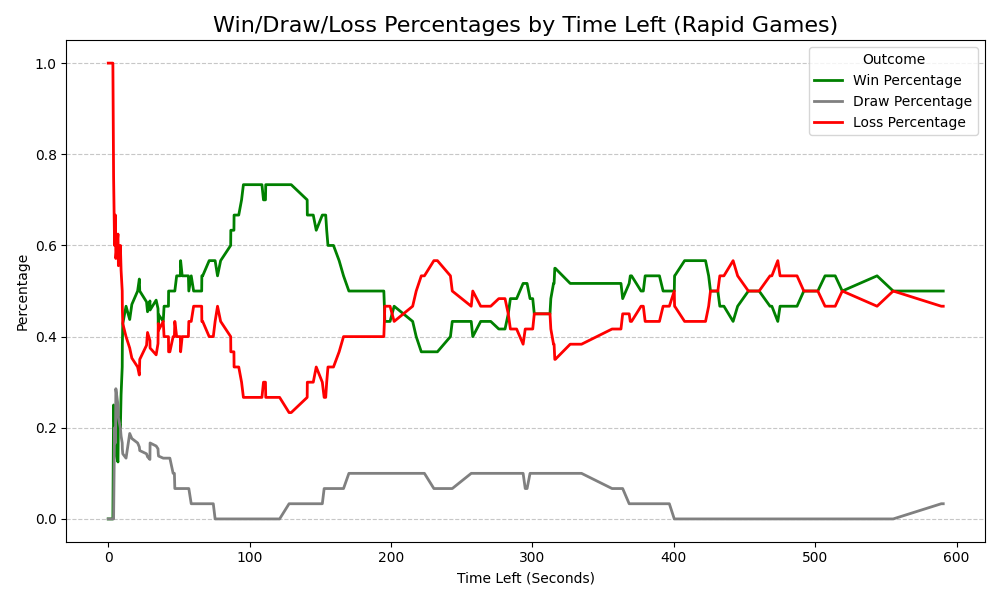 Win/Draw/Loss Percentages by Time Left (Rapid Games)
Outcome
Win Percentage
Draw Percentage
Loss Percentage
Percentage
1.0
0.8
0.6
0.4
0.2
0.0
0 100 200 300 400 500 600
Time Left (Seconds)